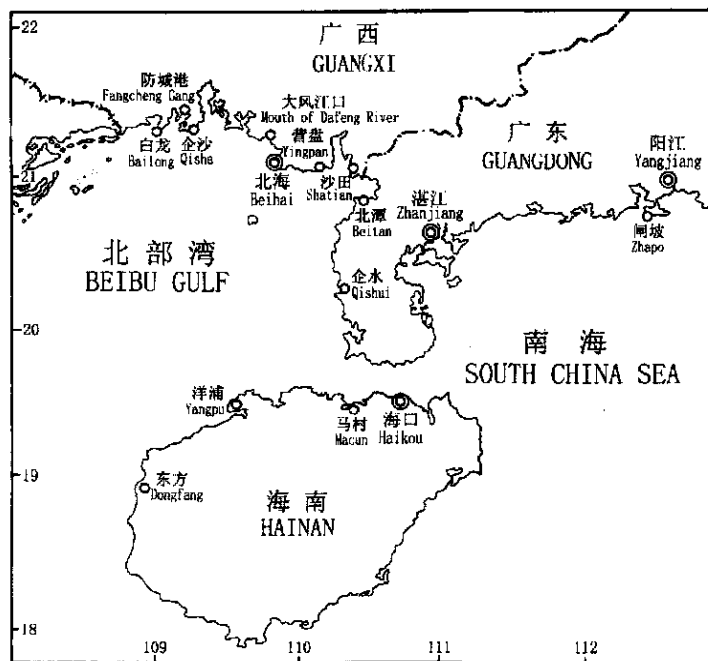 22
广西
GUANGXI
防城港
Fangcheng Gang
大风江口
Mouth of Dafeng River
营盘
Yingpan
广东
GUANGDONG
阳江
Yangjiang
白龙
Bailong
企沙
Qisha
21
北海
Beihai
沙田
Shatian
北潭
Beitan
湛江
Zhanjiang
闸坡
Zhapo
北部湾
BEIBU GULF
企水
Qishui
20
南海
SOUTH CHINA SEA
洋浦
Yangpu
马村
Macun
海口
Haikou
19
东方
Dongfang
海南
HAINAN
18
109
110
111
112